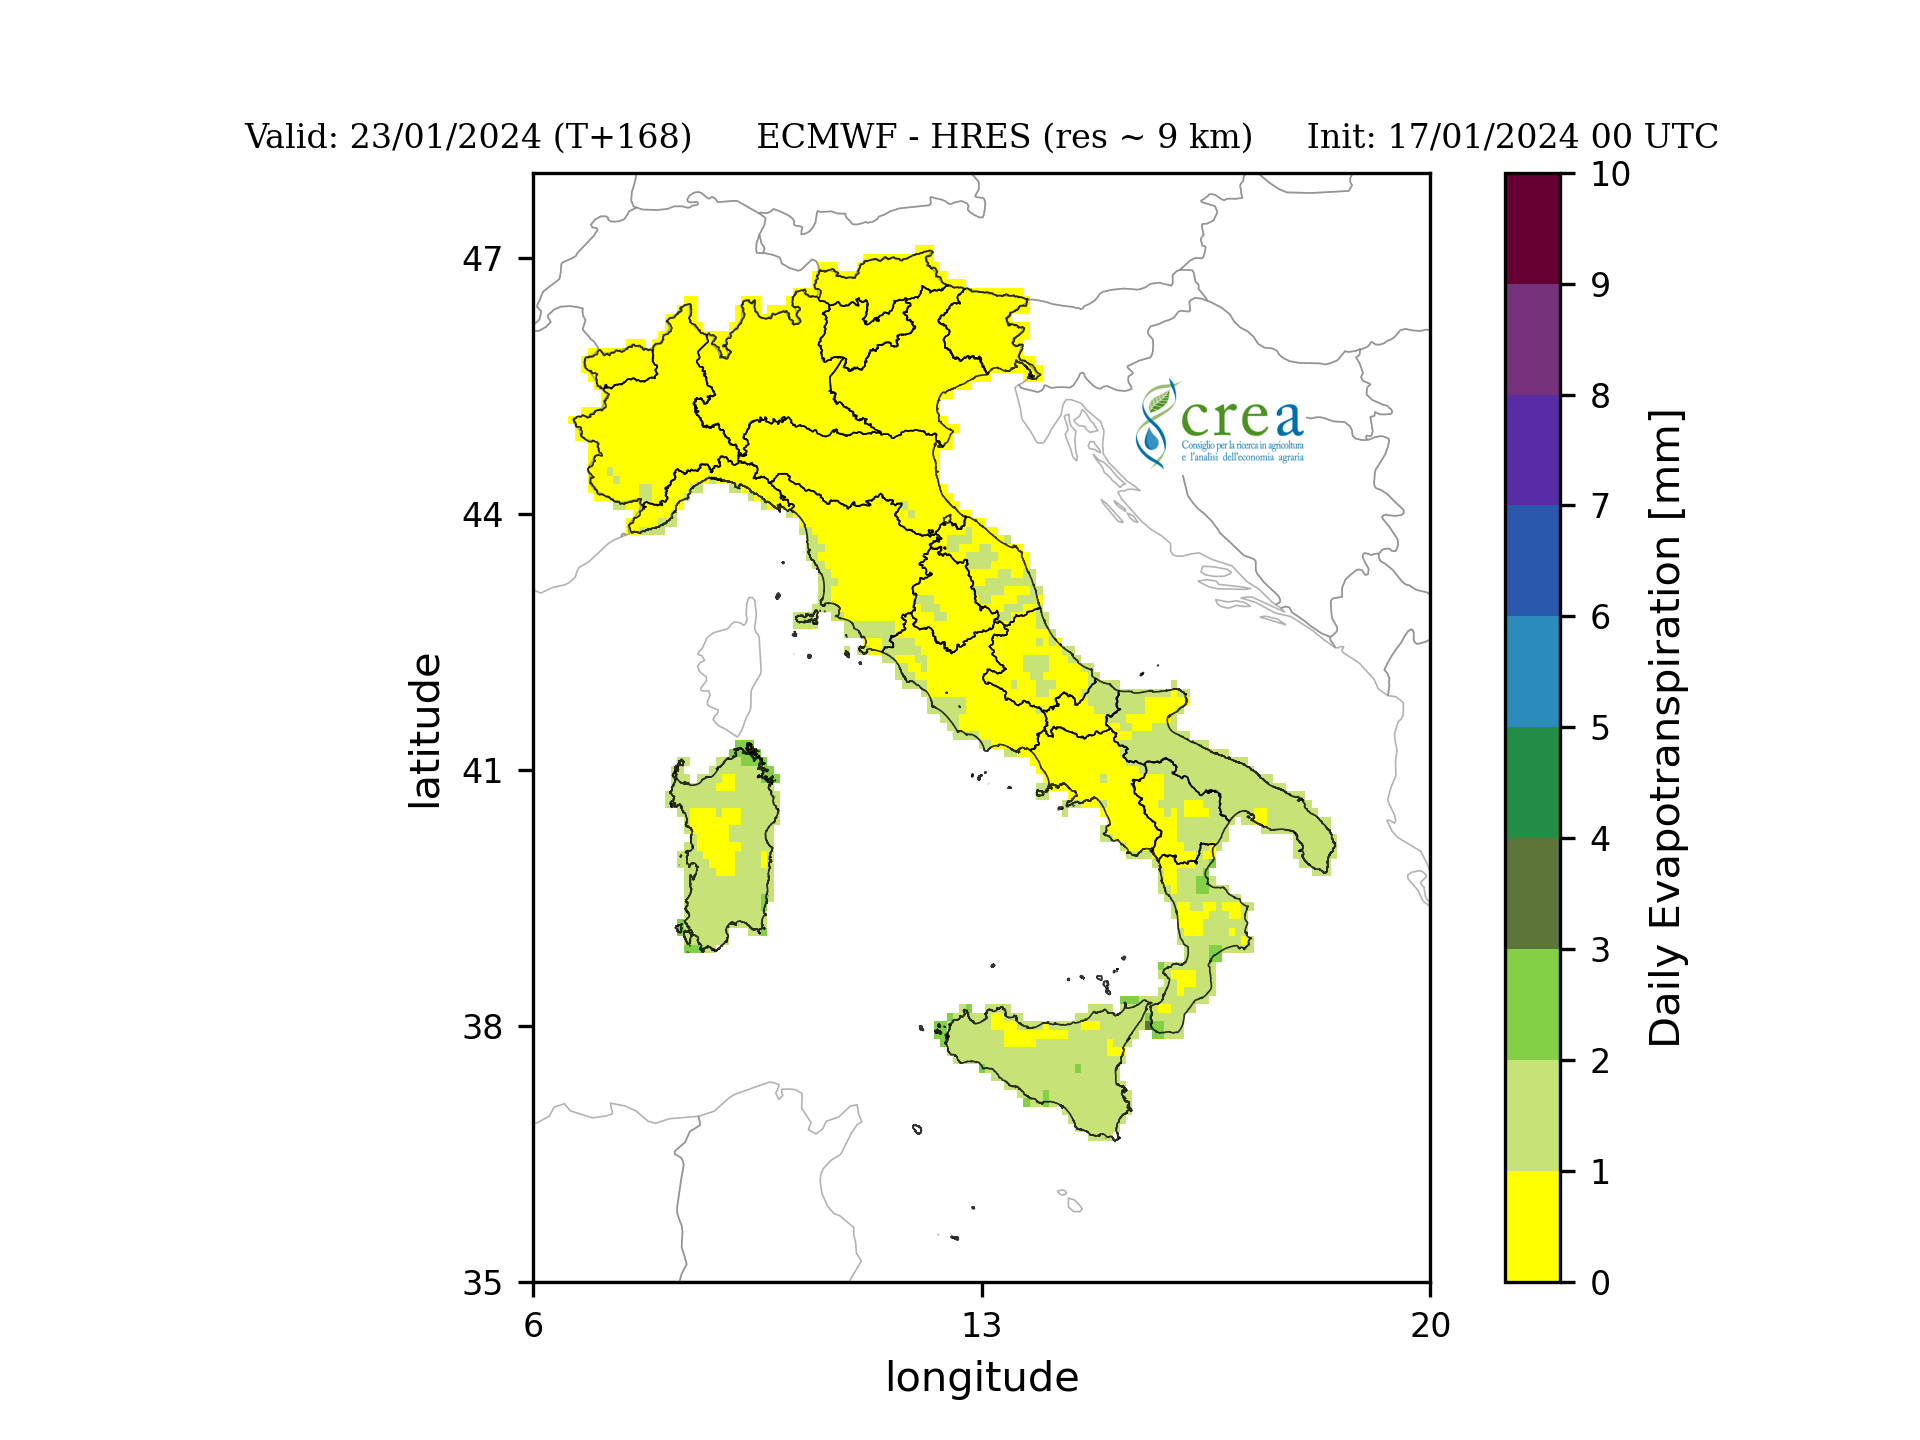 Valid: 23/01/2024 (T+168) ECMWF - HRES (res ~ 9 km) Init: 17/01/2024 00 UTC
47
44
41
38
35
latitude
6
13
20
longitude
crea
Consiglio per la ricerca in agricoltura
e l'analisi dell'economia agraria
10
9
8
7
6
5
4
3
2
1
0
Daily Evapotranspiration [mm]